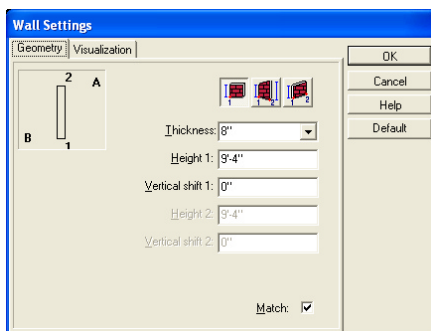 Wall Settings
Geometry Visualization
OK
Cancel
Help
Default
2 A
B 1
1 1 2 1 2
Thickness: 8"
Height 1: 9'-4"
Vertical shift 1: 0"
Height 2: 9'-4"
Vertical shift 2: 0"
Match: